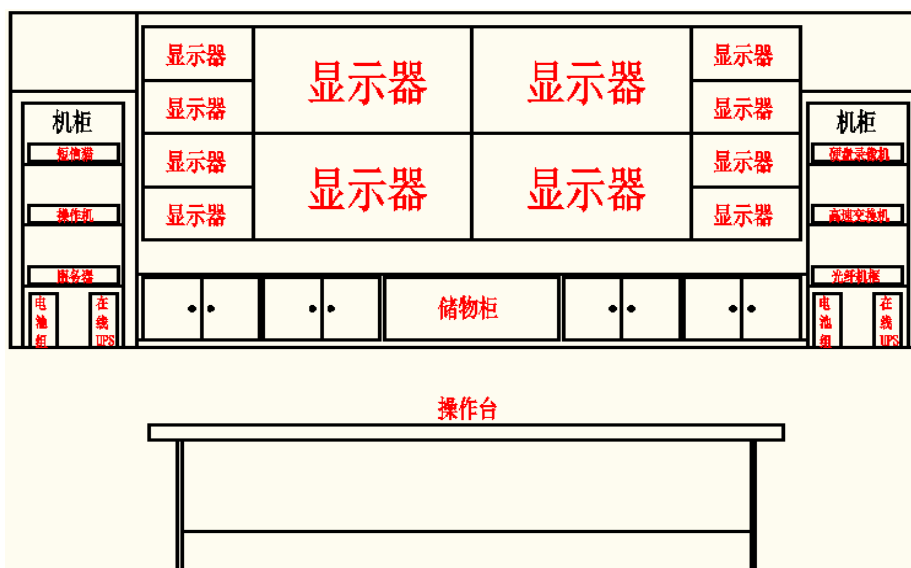 显示器
显示器
显示器
显示器
显示器
显示器
显示器
显示器
显示器
显示器
显示器
显示器
机柜
短信猫
操作机
服务器
电池组
在线UPS
储物柜
机柜
硬盘录像机
高速交换机
光纤机框
电池组
在线UPS
操作台